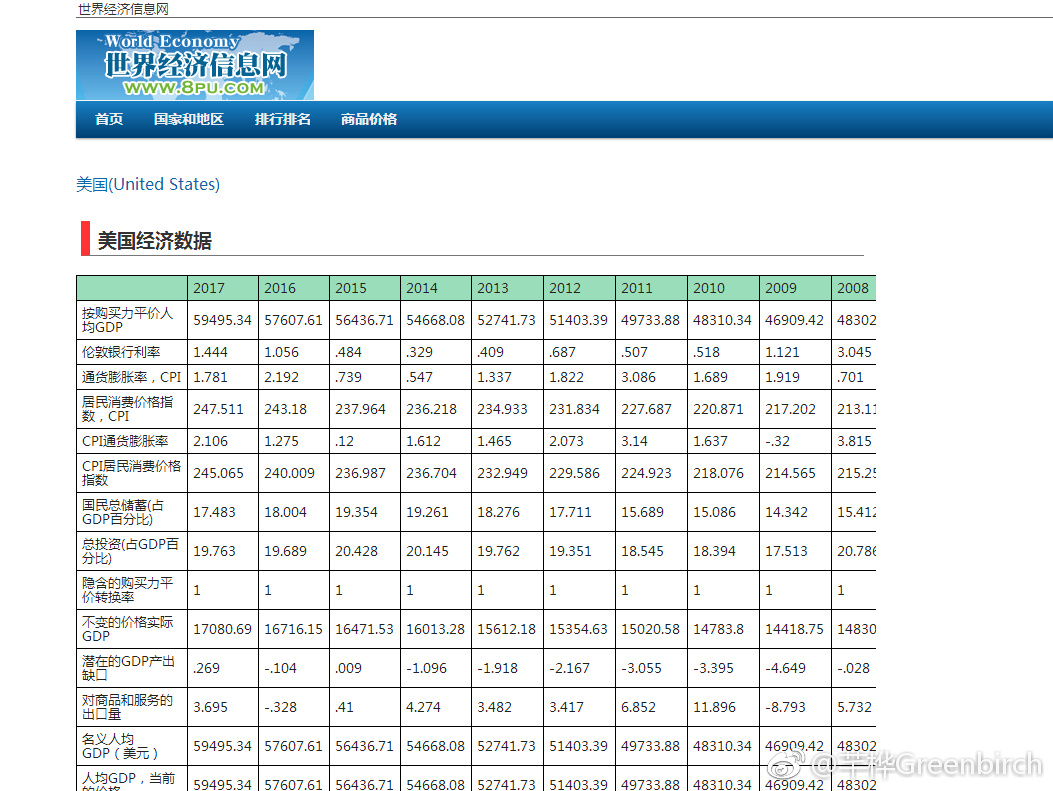 世界经济信息网
World Economy
世界经济信息网
WWW.8PU.COM
首页 国家和地区 排行排名 商品价格
美国(United States)
美国经济数据
2017 2016 2015 2014 2013 2012 2011 2010 2009 2008
按购买力平价人
均GDP 59495.34 57607.61 56436.71 54668.08 52741.73 51403.39 49733.88 48310.34 46909.42 48302
伦敦银行利率 1.444 1.056 .484 .329 .409 .687 .507 .518 1.121 3.045
通货膨胀率，CPI 1.781 2.192 .739 .547 1.337 1.822 3.086 1.689 1.919 .701
居民消费价格指
数，CPI 247.511 243.18 237.964 236.218 234.933 231.834 227.687 220.871 217.202 213.11
CPI通货膨胀率 2.106 1.275 .12 1.612 1.465 2.073 3.14 1.637 -.32 3.815
CPI居民消费价格
指数 245.065 240.009 236.987 236.704 232.949 229.586 224.923 218.076 214.565 215.25
国民总储蓄(占
GDP百分比) 17.483 18.004 19.354 19.261 18.276 17.711 15.689 15.086 14.342 15.412
总投资(占GDP百
分比) 19.763 19.689 20.428 20.145 19.762 19.351 18.545 18.394 17.513 20.786
隐含的购买力平
价转换率 1 1 1 1 1 1 1 1 1 1
不变的价格实际
GDP 17080.69 16716.15 16471.53 16013.28 15612.18 15354.63 15020.58 14783.8 14418.75 14830
潜在的GDP产出
缺口 .269 -.104 .009 -1.096 -1.918 -2.167 -3.055 -3.395 -4.649 -.028
对商品和服务的
出口量 3.695 -.328 .41 4.274 3.482 3.417 6.852 11.896 -8.793 5.732
名义人均
GDP（美元） 59495.34 57607.61 56436.71 54668.08 52741.73 51403.39 49733.88 48310.34 46909.42 48302
人均GDP，当前
的价格 59495.34 57607.61 56436.71 54668.08 52741.73 51403.39 49733.88 48310.34 46909.42 48302
@芊桦Greenbirch